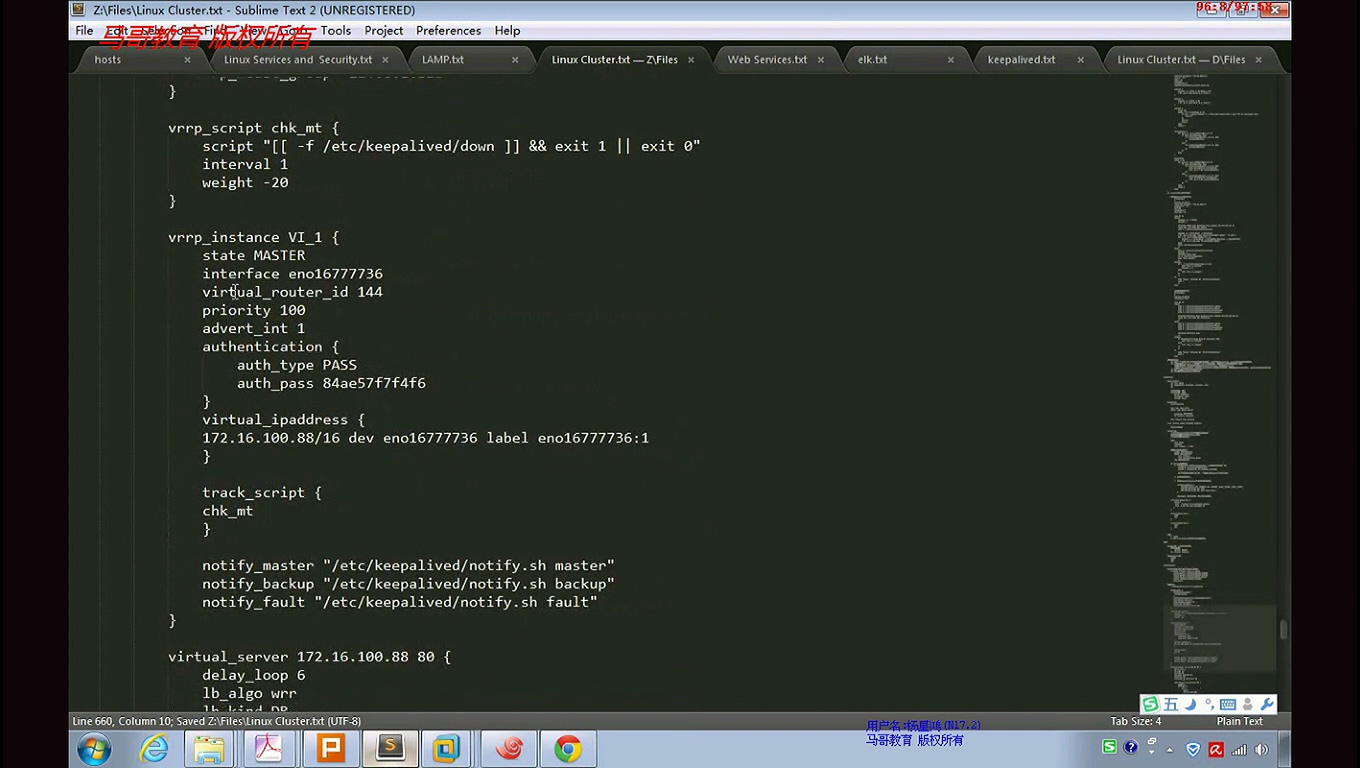 Z:\Files\Linux Cluster.txt - Sublime Text 2 (UNREGISTERED)
96:8/97:58
File Edit Selection Find View Goto Tools Project Preferences Help
马哥教育 版权所有
hosts
Linux Services and Security.txt
LAMP.txt
Linux Cluster.txt — Z\Files
Web Services.txt
elk.txt
keepalived.txt
Linux Cluster.txt — D\Files
}
vrrp_script chk_mt {
script "[[ -f /etc/keepalived/down ]] && exit 1 || exit 0"
interval 1
weight -20
}
vrrp_instance VI_1 {
state MASTER
interface eno16777736
virtual_router_id 144
priority 100
advert_int 1
authentication {
auth_type PASS
auth_pass 84ae57f7f4f6
}
virtual_ipaddress {
172.16.100.88/16 dev eno16777736 label eno16777736:1
}
track_script {
chk_mt
}
notify_master "/etc/keepalived/notify.sh master"
notify_backup "/etc/keepalived/notify.sh backup"
notify_fault "/etc/keepalived/notify.sh fault"
}
virtual_server 172.16.100.88 80 {
delay_loop 6
lb_algo wrr
lb_kind DR
五
Line 660, Column 10; Saved Z:\Files\Linux Cluster.txt (UTF-8)
Tab Size: 4
Plain Text
用户名:杨星鸿(N17.2)
马哥教育 版权所有